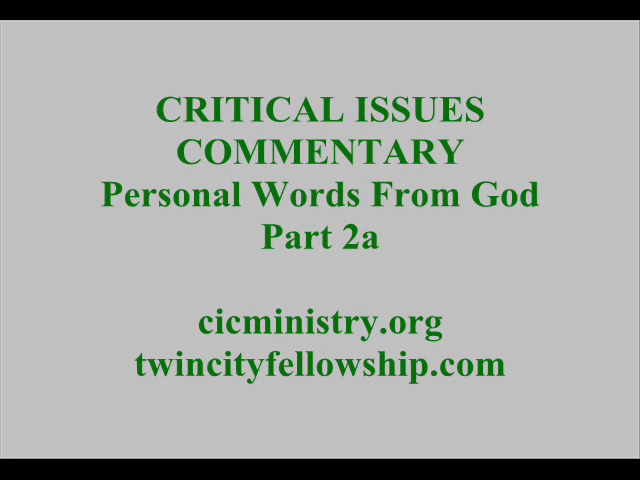 CRITICAL ISSUES
COMMENTARY
Personal Words From God
Part 2a
cicministry.org
twincityfellowship.com